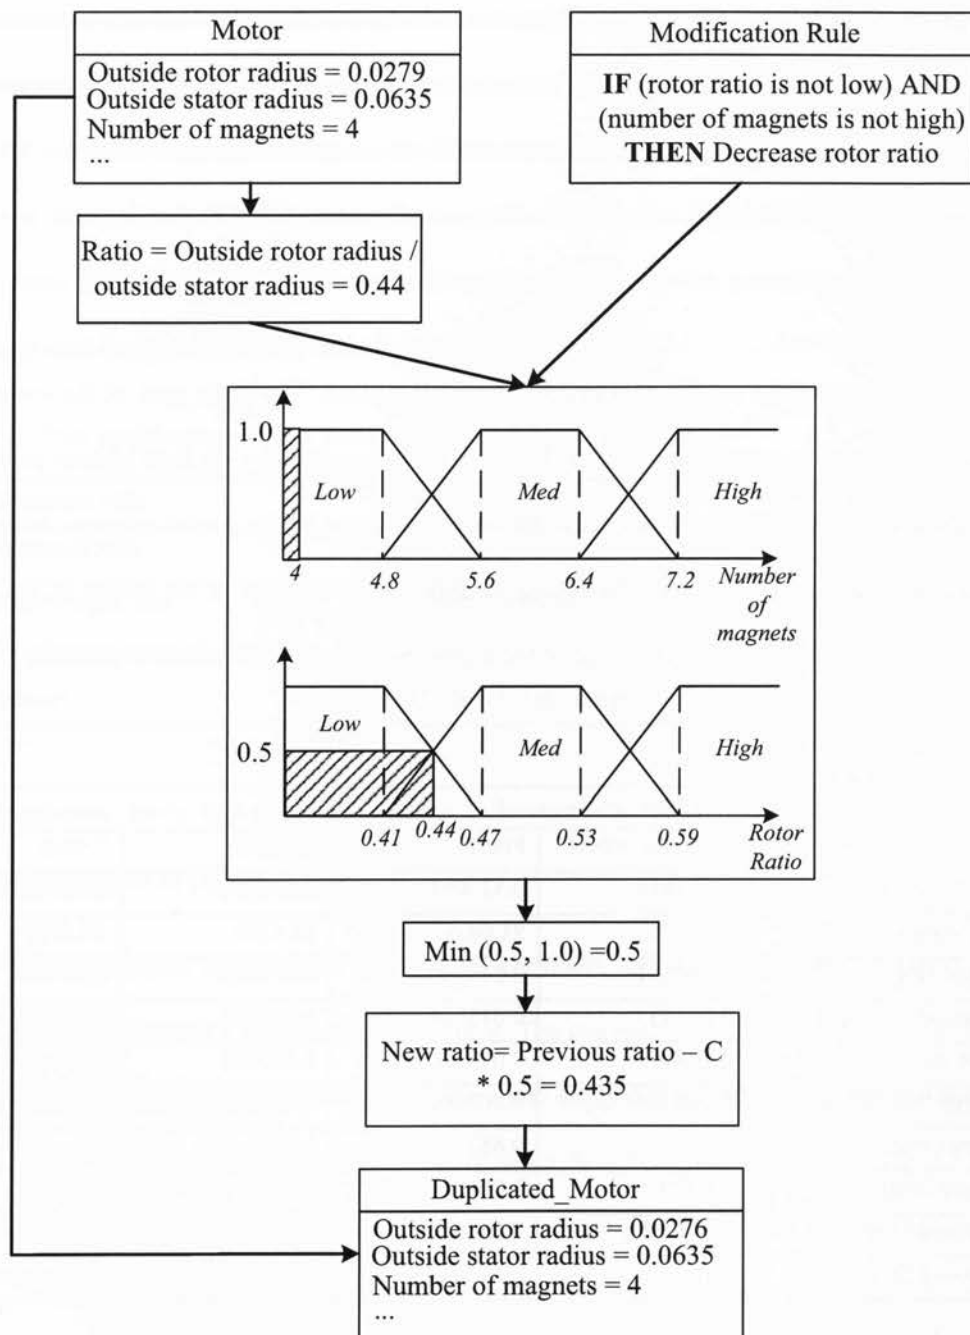 Motor
Outside rotor radius = 0.0279
Outside stator radius = 0.0635
Number of magnets = 4
...
Modification Rule
IF (rotor ratio is not low) AND
(number of magnets is not high)
THEN Decrease rotor ratio
Ratio = Outside rotor radius /
outside stator radius = 0.44
1.0
Low
Med
High
4
4.8
5.6
6.4
7.2
Number
of
magnets
Low
0.5
Med
High
0.41
0.44
0.47
0.53
0.59
Rotor
Ratio
Min (0.5, 1.0) =0.5
New ratio= Previous ratio – C
* 0.5 = 0.435
Duplicated_Motor
Outside rotor radius = 0.0276
Outside stator radius = 0.0635
Number of magnets = 4
...